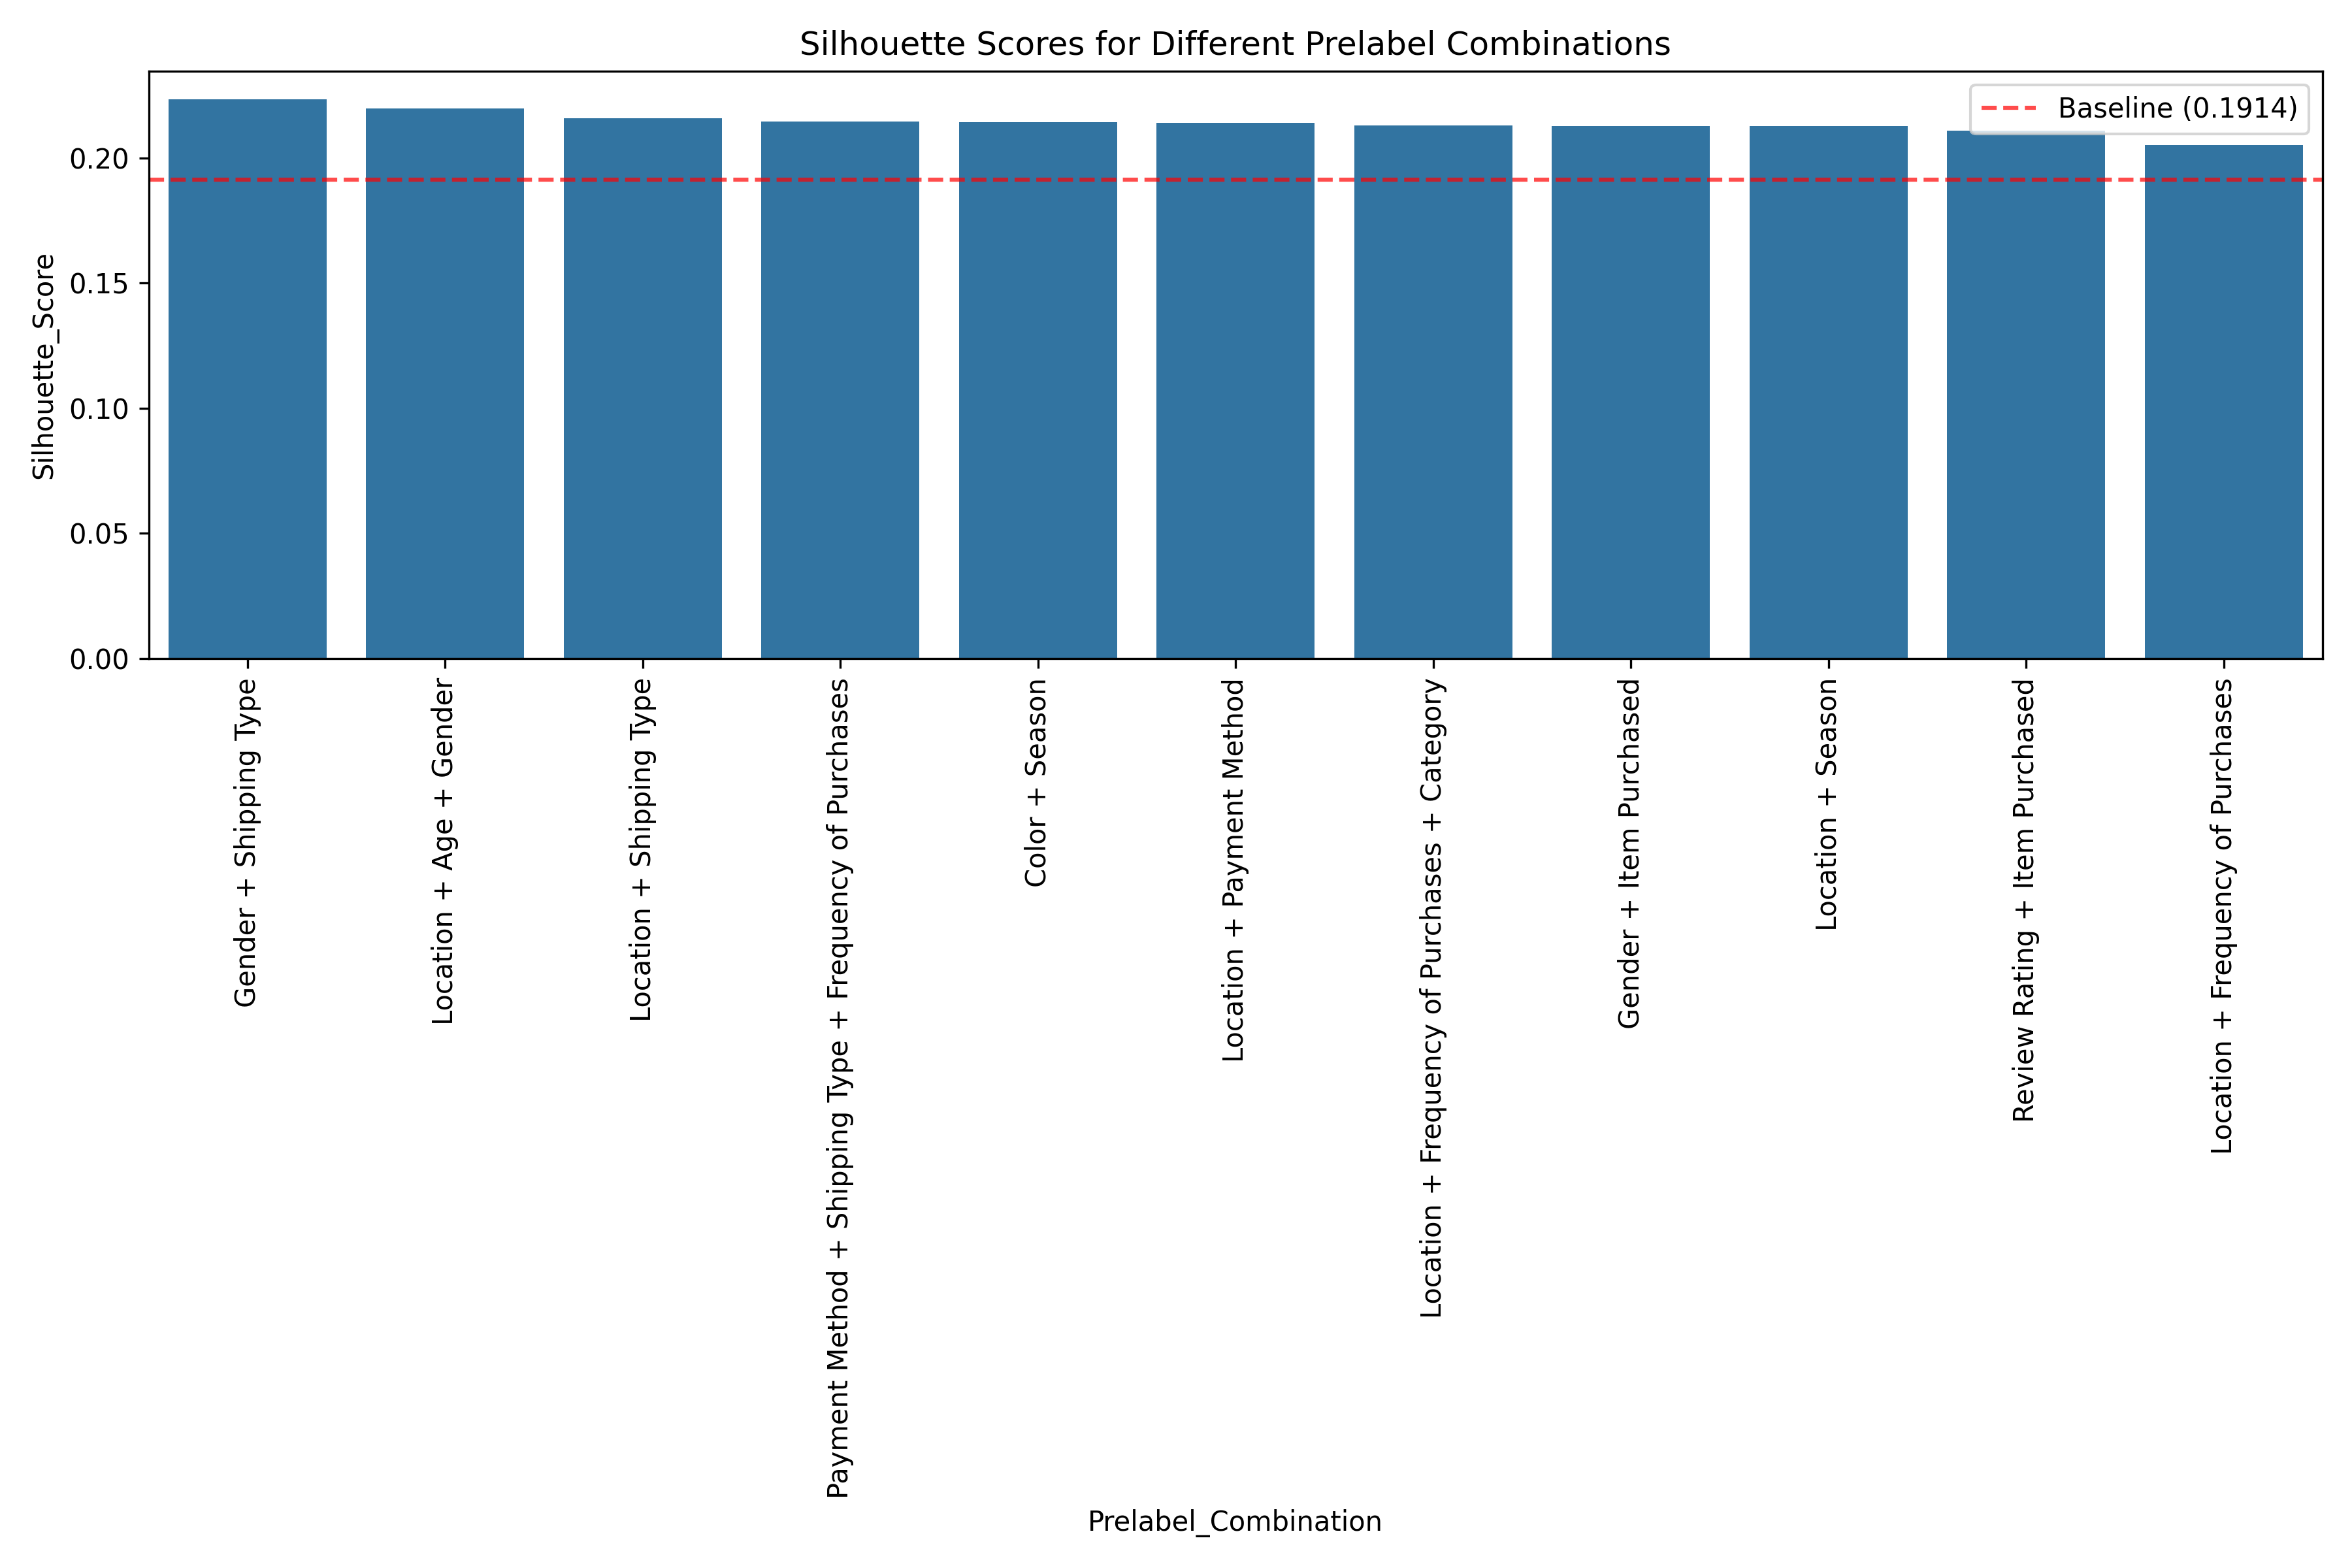 Silhouette Scores for Different Prelabel Combinations
Baseline (0.1914)
Silhouette_Score
0.20
0.15
0.10
0.05
0.00
Gender + Shipping Type
Location + Age + Gender
Location + Shipping Type
Payment Method + Shipping Type + Frequency of Purchases
Color + Season
Location + Payment Method
Location + Frequency of Purchases + Category
Gender + Item Purchased
Location + Season
Review Rating + Item Purchased
Location + Frequency of Purchases
Prelabel_Combination